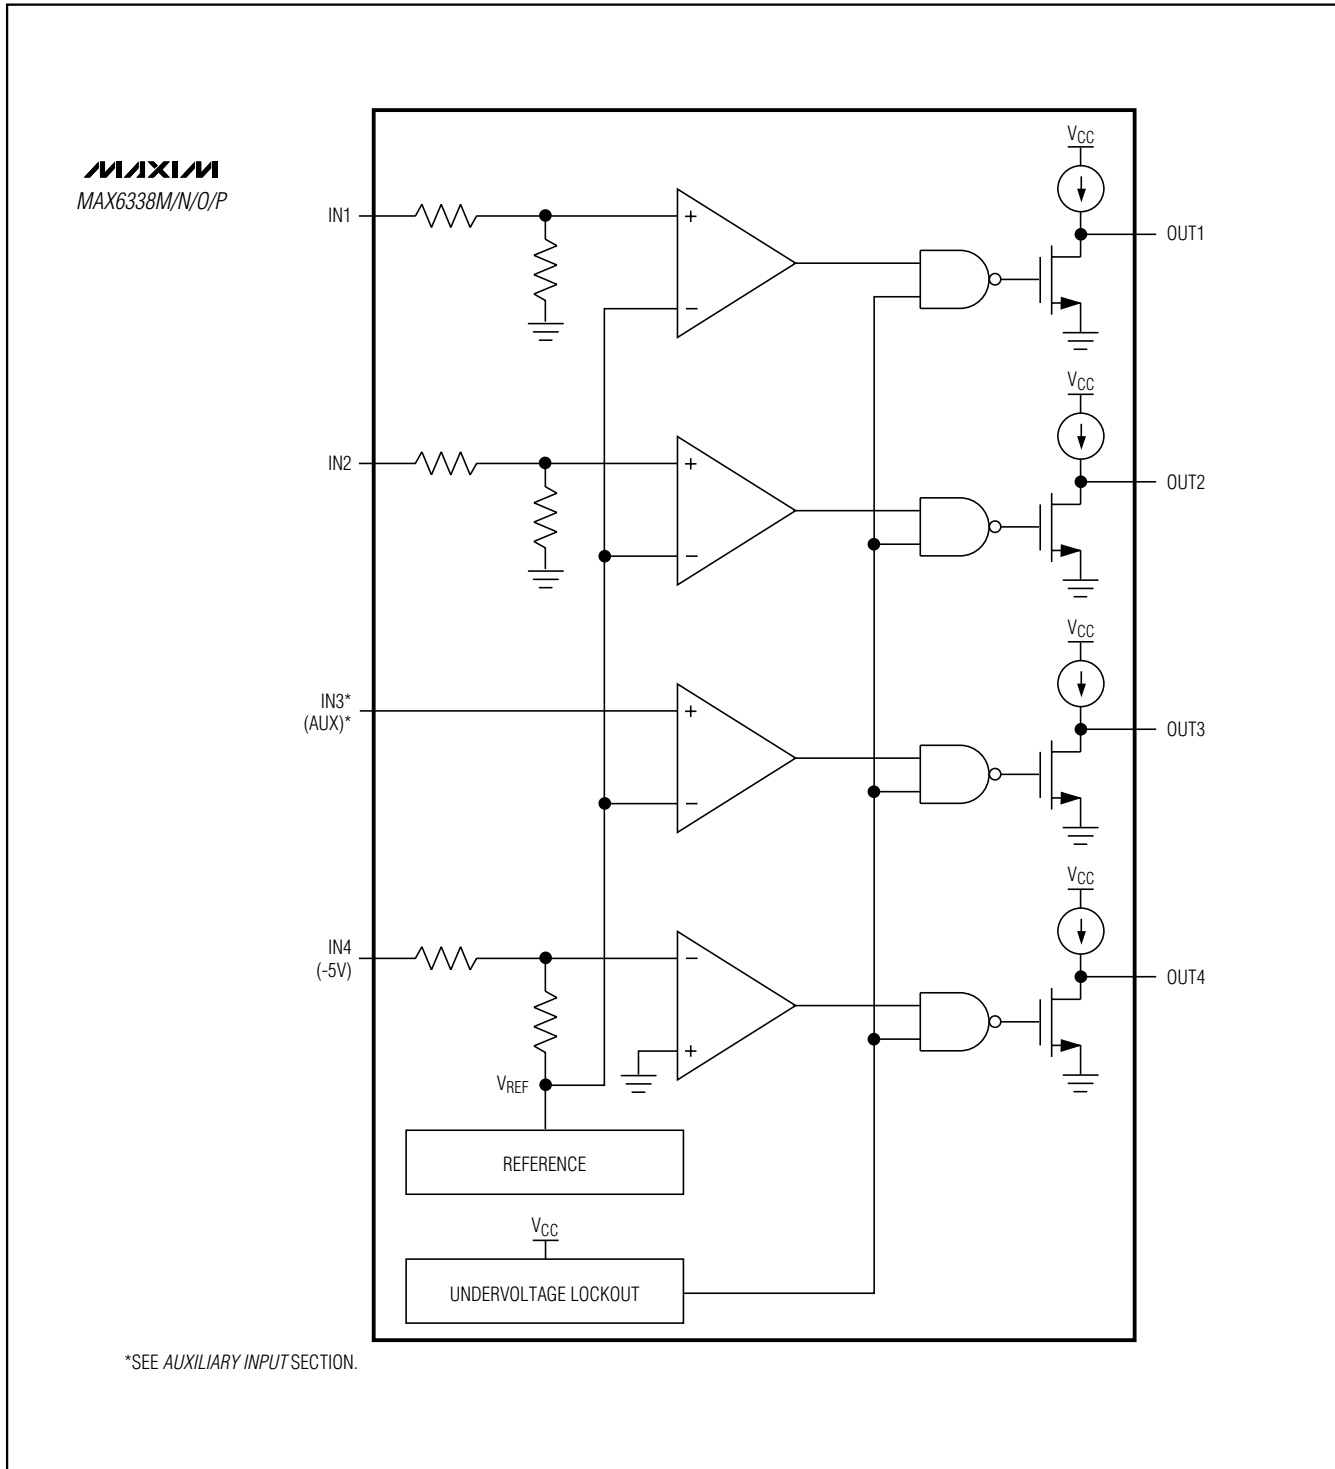 MAXIM
MAX6338M/N/O/P
VCC
IN1
+
OUT1
−
VCC
IN2
+
OUT2
−
VCC
IN3*
(AUX)*
+
OUT3
−
VCC
IN4
(-5V)
−
OUT4
+
VREF
REFERENCE
VCC
UNDERVOLTAGE LOCKOUT
*SEE AUXILIARY INPUT SECTION.